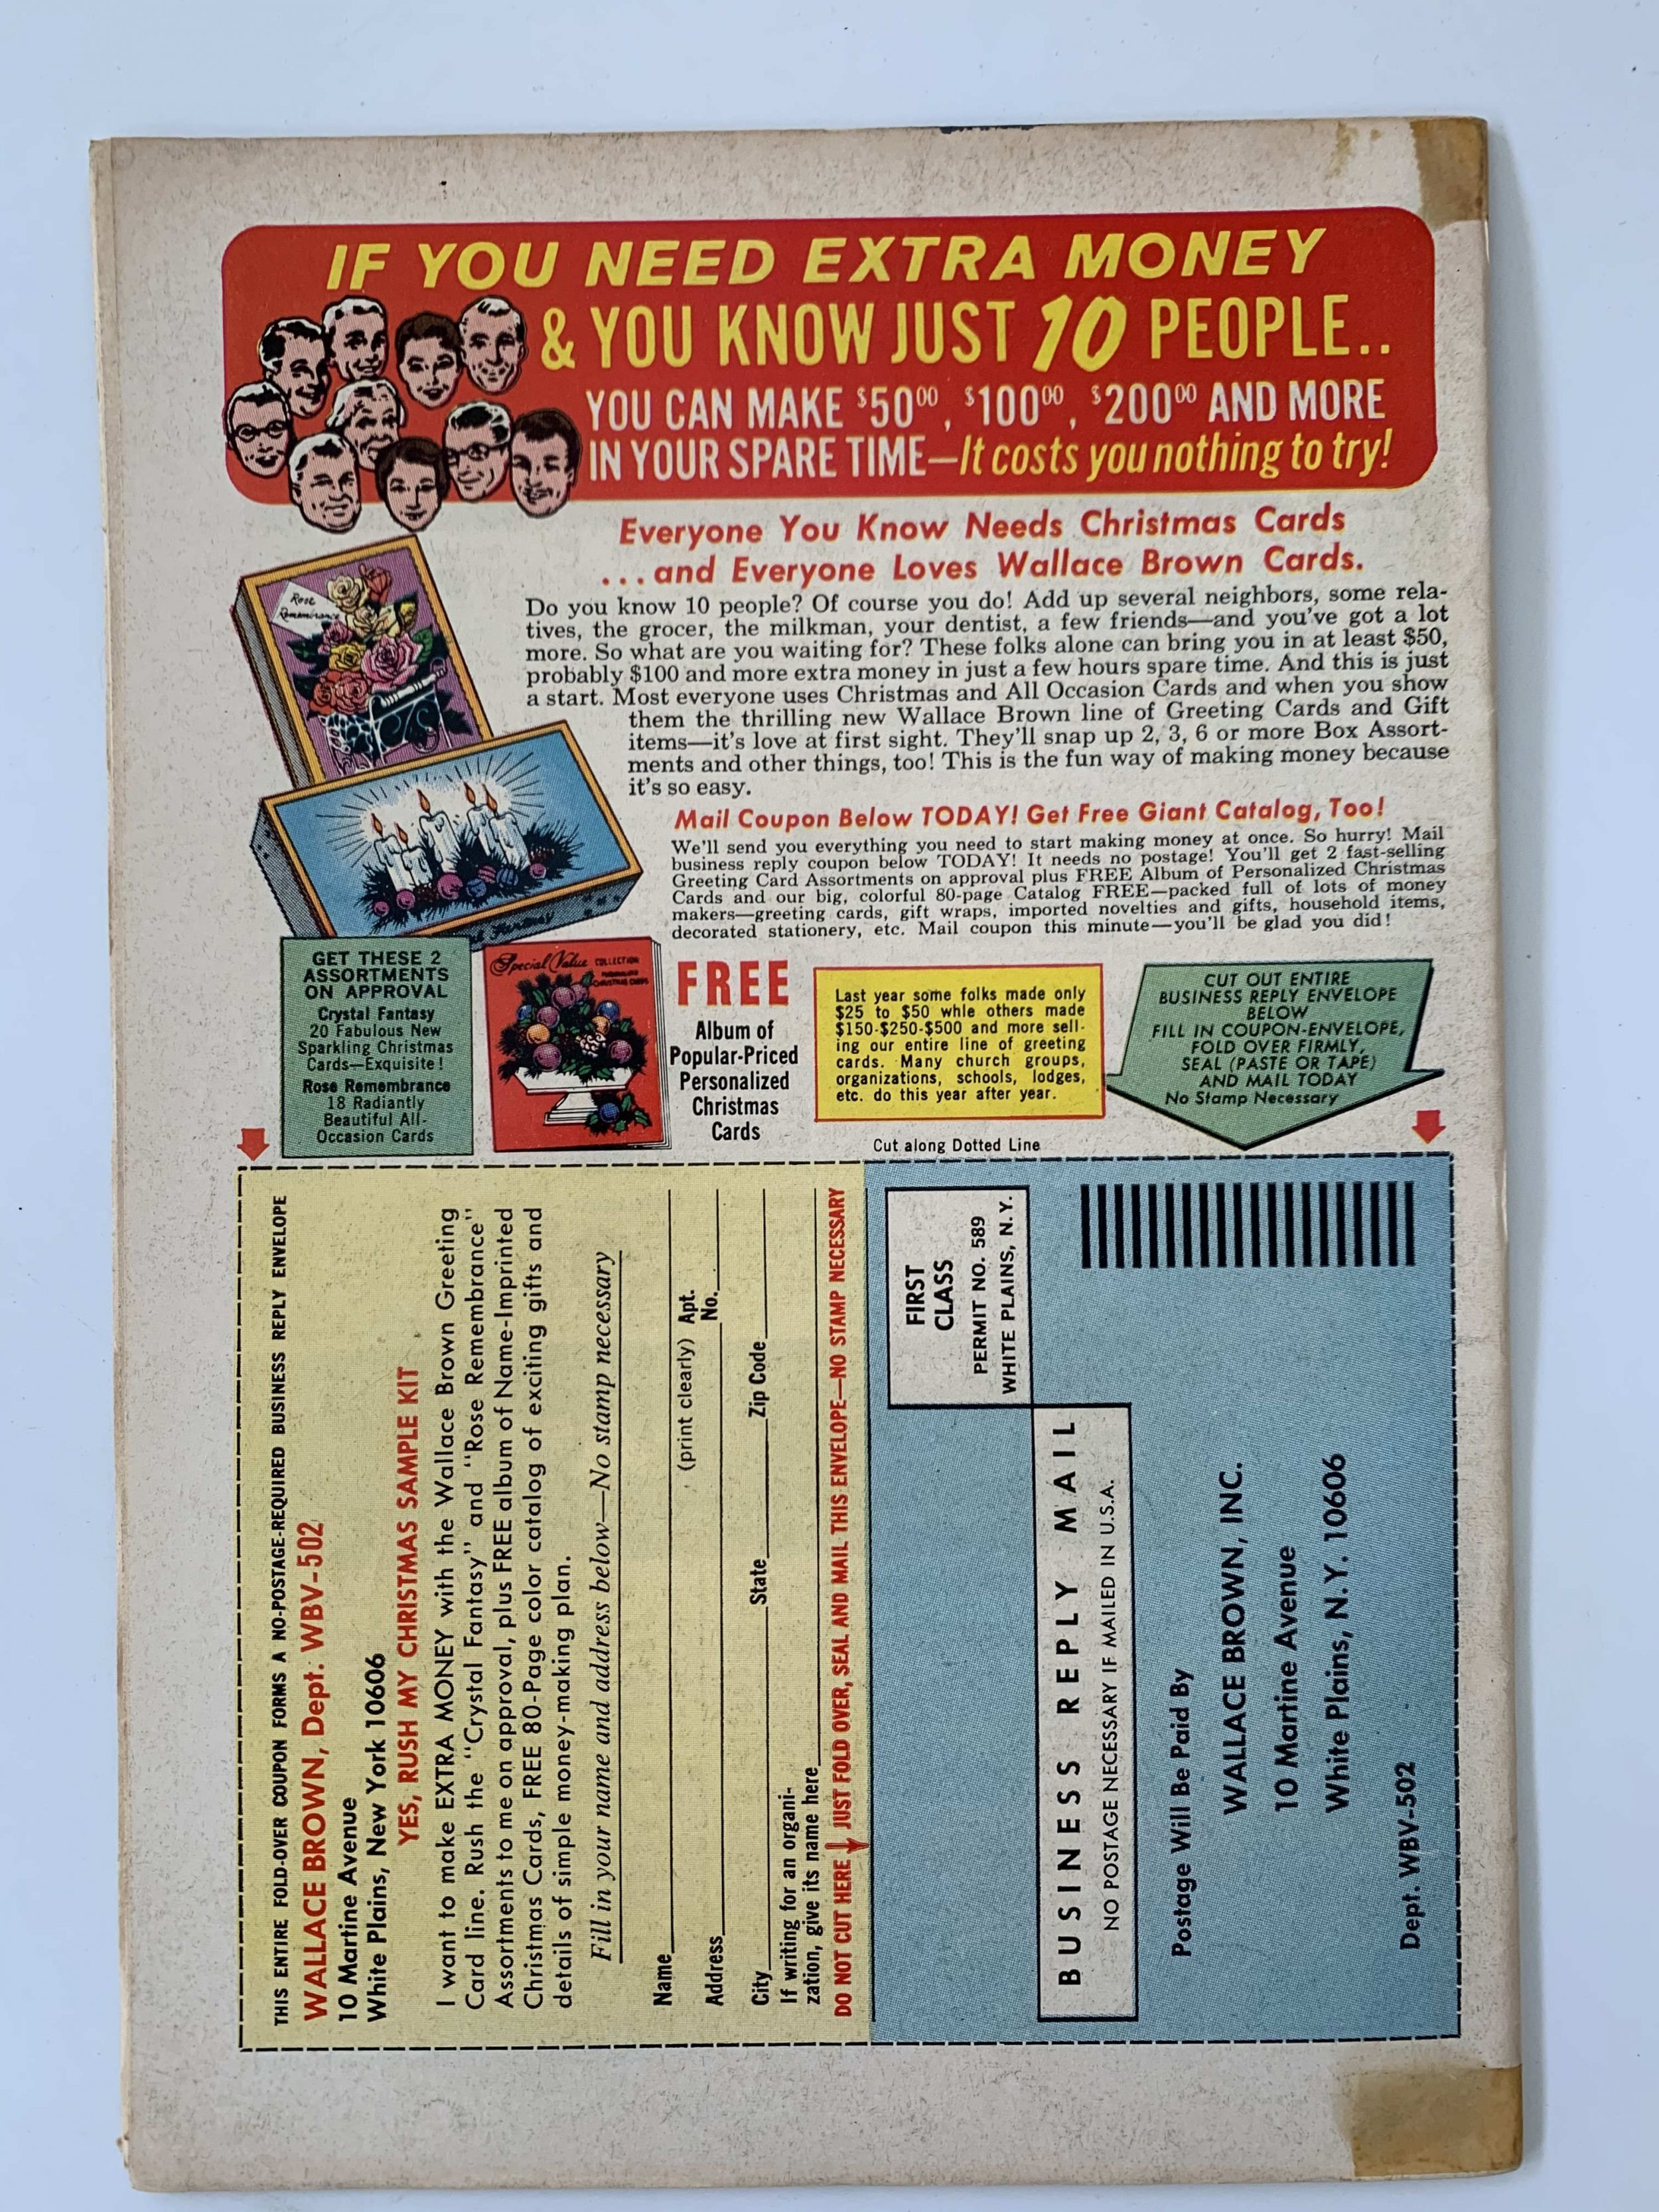 IF YOU NEED EXTRA MONEY
& YOU KNOW JUST 10 PEOPLE..
YOU CAN MAKE $50⁰⁰, $100⁰⁰, $200⁰⁰ AND MORE
IN YOUR SPARE TIME—It costs you nothing to try!
Everyone You Know Needs Christmas Cards
...and Everyone Loves Wallace Brown Cards.
Rose
Remembrance
Do you know 10 people? Of course you do! Add up several neighbors, some rela-
tives, the grocer, the milkman, your dentist, a few friends—and you've got a lot
more. So what are you waiting for? These folks alone can bring you in at least $50,
probably $100 and more extra money in just a few hours spare time. And this is just
a start. Most everyone uses Christmas and All Occasion Cards and when you show
them the thrilling new Wallace Brown line of Greeting Cards and Gift
items—it's love at first sight. They'll snap up 2, 3, 6 or more Box Assort-
ments and other things, too! This is the fun way of making money because
it's so easy.
Mail Coupon Below TODAY! Get Free Giant Catalog, Too!
We'll send you everything you need to start making money at once. So hurry! Mail
business reply coupon below TODAY! It needs no postage! You'll get 2 fast-selling
Greeting Card Assortments on approval plus FREE Album of Personalized Christmas
Cards and our big, colorful 80-page Catalog FREE—packed full of lots of money
makers—greeting cards, gift wraps, imported novelties and gifts, household items,
decorated stationery, etc. Mail coupon this minute—you'll be glad you did!
GET THESE 2
ASSORTMENTS
ON APPROVAL
Crystal Fantasy
20 Fabulous New
Sparkling Christmas
Cards—Exquisite!
Rose Remembrance
18 Radiantly
Beautiful All-
Occasion Cards
Special Value COLLECTION
PERSONALIZED
CHRISTMAS CARDS
FREE
Album of
Popular-Priced
Personalized
Christmas
Cards
Last year some folks made only
$25 to $50 whle others made
$150-$250-$500 and more sell-
ing our entire line of greeting
cards. Many church groups,
organizations, schools, lodges,
etc. do this year after year.
CUT OUT ENTIRE
BUSINESS REPLY ENVELOPE
BELOW
FILL IN COUPON-ENVELOPE,
FOLD OVER FIRMLY,
SEAL (PASTE OR TAPE)
AND MAIL TODAY
No Stamp Necessary
Cut along Dotted Line
THIS ENTIRE FOLD-OVER COUPON FORMS A NO-POSTAGE-REQUIRED BUSINESS REPLY ENVELOPE
WALLACE BROWN, Dept. WBV-502
10 Martine Avenue
White Plains, New York 10606
YES, RUSH MY CHRISTMAS SAMPLE KIT
I want to make EXTRA MONEY with the Wallace Brown Greeting
Card line. Rush the "Crystal Fantasy" and "Rose Remembrance"
Assortments to me on approval, plus FREE album of Name-Imprinted
Christmas Cards, FREE 80-Page color catalog of exciting gifts and
details of simple money-making plan.
Fill in your name and address below—No stamp necessary
Name
(print clearly) Apt.
Address No.
City State Zip Code
If writing for an organi-
zation, give its name here
DO NOT CUT HERE JUST FOLD OVER, SEAL AND MAIL THIS ENVELOPE—NO STAMP NECESSARY
FIRST
CLASS
PERMIT NO. 589
WHITE PLAINS, N.Y.
BUSINESS REPLY MAIL
NO POSTAGE NECESSARY IF MAILED IN U.S.A.
Postage Will Be Paid By
WALLACE BROWN, INC.
10 Martine Avenue
White Plains, N.Y. 10606
Dept. WBV-502